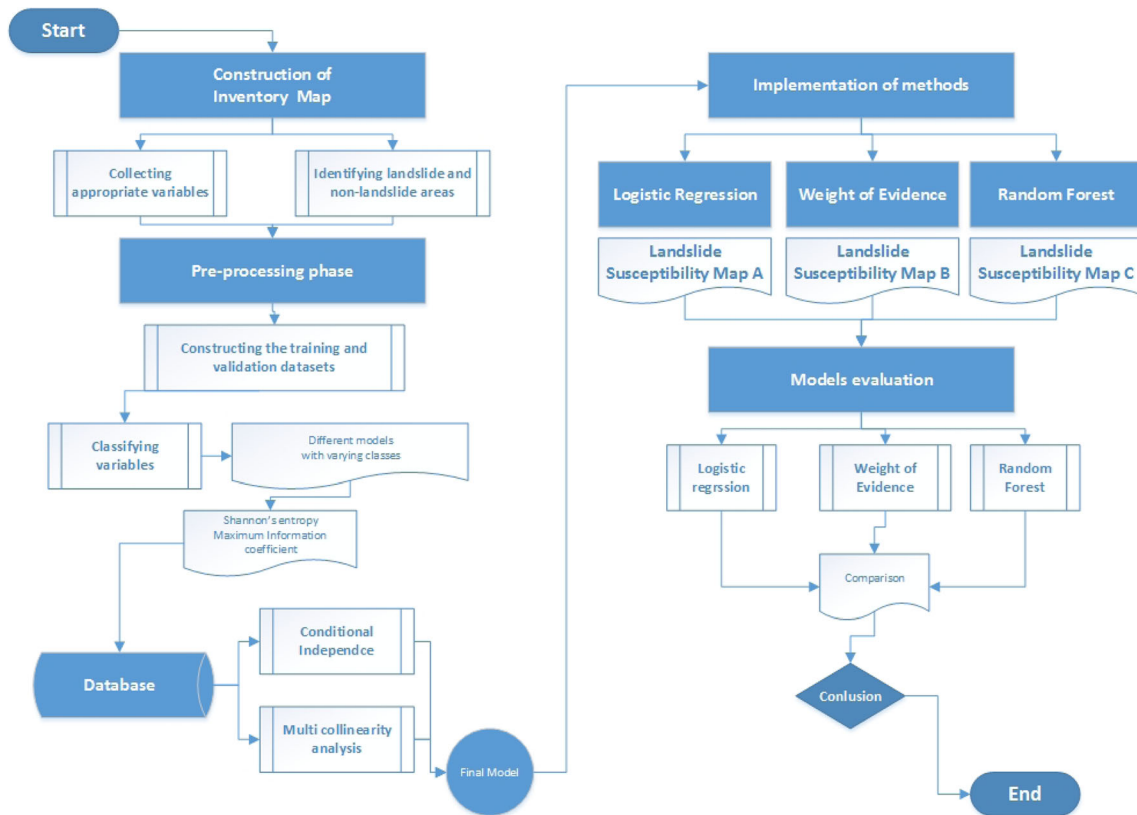 Start
Construction of
Inventory Map
Collecting
appropriate variables
Identifying landslide and
non-landslide areas
Pre-processing phase
Constructing the training and
validation datasets
Classifying
variables
Different models
with varying classes
Shannon's entropy
Maximum Information
coefficient
Database
Conditional
Independce
Multi collinearity
analysis
Final Model
Implementation of methods
Logistic Regression
Weight of Evidence
Random Forest
Landslide
Susceptibility Map A
Landslide
Susceptibility Map B
Landslide
Susceptibility Map C
Models evaluation
Logistic
regrssion
Weight of
Evidence
Random
Forest
Comparison
Conlusion
End